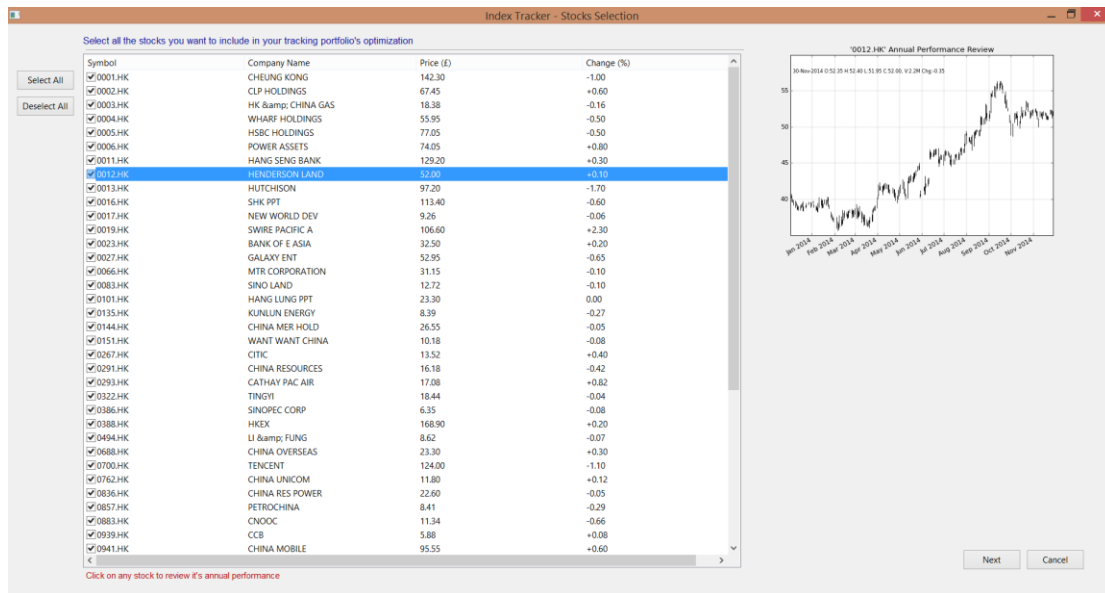 Index Tracker - Stocks Selection
Select all the stocks you want to include in your tracking portfolio's optimization
Select All
Deselect All
Symbol Company Name Price (£) Change (%)
0001.HK CHEUNG KONG 142.30 -1.00
0002.HK CLP HOLDINGS 67.45 +0.60
0003.HK HK &amp; CHINA GAS 18.38 -0.16
0004.HK WHARF HOLDINGS 55.95 -0.50
0005.HK HSBC HOLDINGS 77.05 -0.50
0006.HK POWER ASSETS 74.05 +0.80
0011.HK HANG SENG BANK 129.20 +0.30
0012.HK HENDERSON LAND 52.00 +0.10
0013.HK HUTCHISON 97.20 -1.70
0016.HK SHK PPT 113.40 -0.60
0017.HK NEW WORLD DEV 9.26 -0.06
0019.HK SWIRE PACIFIC A 106.60 +2.30
0023.HK BANK OF E ASIA 32.50 +0.20
0027.HK GALAXY ENT 52.95 -0.65
0066.HK MTR CORPORATION 31.15 -0.10
0083.HK SINO LAND 12.72 -0.10
0101.HK HANG LUNG PPT 23.30 0.00
0135.HK KUNLUN ENERGY 8.39 -0.27
0144.HK CHINA MER HOLD 26.55 -0.05
0151.HK WANT WANT CHINA 10.18 -0.08
0267.HK CITIC 13.52 +0.40
0291.HK CHINA RESOURCES 16.18 -0.42
0293.HK CATHAY PAC AIR 17.08 +0.82
0322.HK TINGYI 18.44 -0.04
0386.HK SINOPEC CORP 6.35 -0.08
0388.HK HKEX 168.90 +0.20
0494.HK LI &amp; FUNG 8.62 -0.07
0688.HK CHINA OVERSEAS 23.30 +0.30
0700.HK TENCENT 124.00 -1.10
0762.HK CHINA UNICOM 11.80 +0.12
0836.HK CHINA RES POWER 22.60 -0.05
0857.HK PETROCHINA 8.41 -0.29
0883.HK CNOOC 11.34 -0.66
0939.HK CCB 5.88 +0.08
0941.HK CHINA MOBILE 95.55 +0.60
Click on any stock to review it's annual performance
'0012.HK' Annual Performance Review
30-Nov-2014 O:52.35 H:52.40 L:51.85 C:52.00, V:2.2M Chg:-0.35
55
50
45
40
Jan 2014 Feb 2014 Mar 2014 Apr 2014 May 2014 Jun 2014 Jul 2014 Aug 2014 Sep 2014 Oct 2014 Nov 2014
Next Cancel